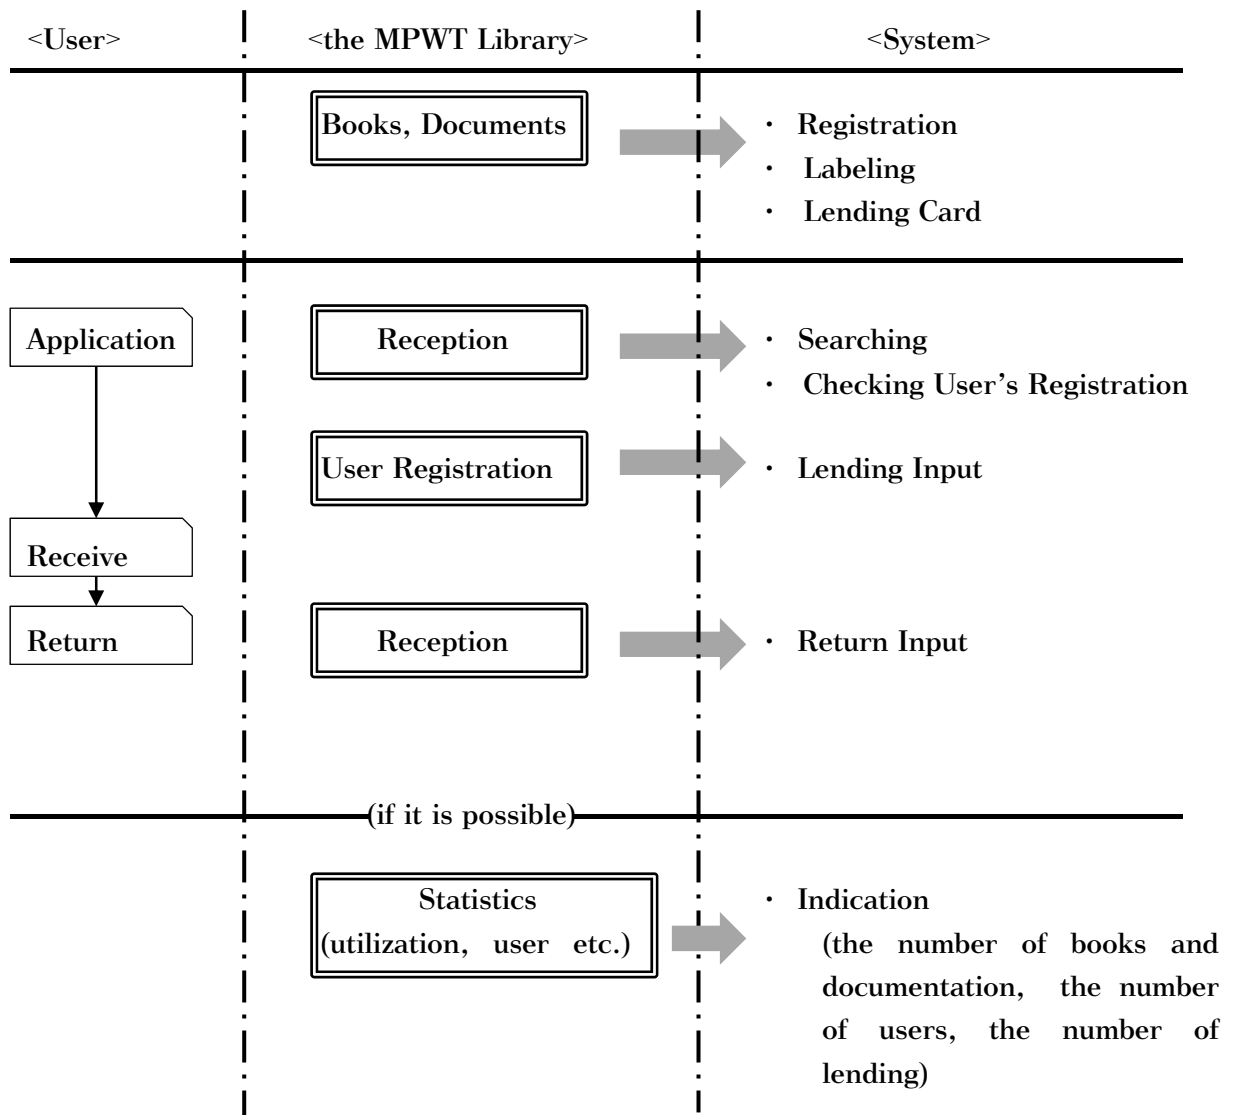 <User>
<the MPWT Library>
<System>
Books, Documents
・ Registration
・ Labeling
・ Lending Card
Application
Reception
・ Searching
・ Checking User’s Registration
User Registration
・ Lending Input
Receive
Return
Reception
・ Return Input
(if it is possible)
Statistics
(utilization, user etc.)
・ Indication
(the number of books and
documentation, the number
of users, the number of
lending)